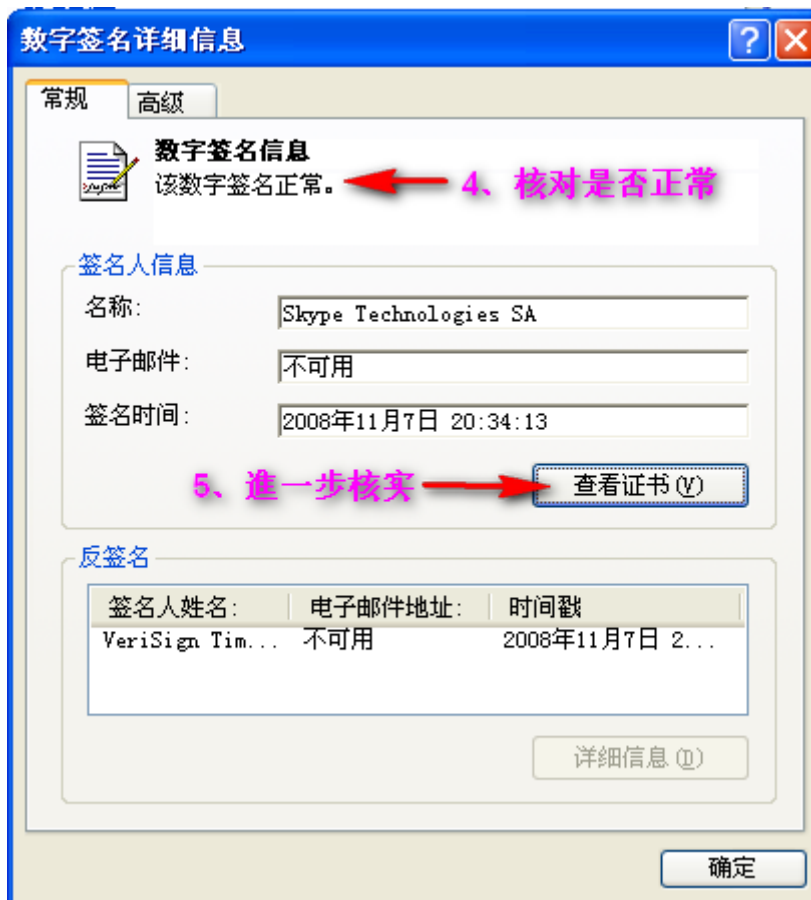 数字签名详细信息
常规 高级
数字签名信息
该数字签名正常。 4、核对是否正常
签名人信息
名称: Skype Technologies SA
电子邮件: 不可用
签名时间: 2008年11月7日 20:34:13
5、進一步核实 查看证书(V)
反签名
签名人姓名: 电子邮件地址: 时间戳
VeriSign Tim... 不可用 2008年11月7日 2...
详细信息(D)
确定